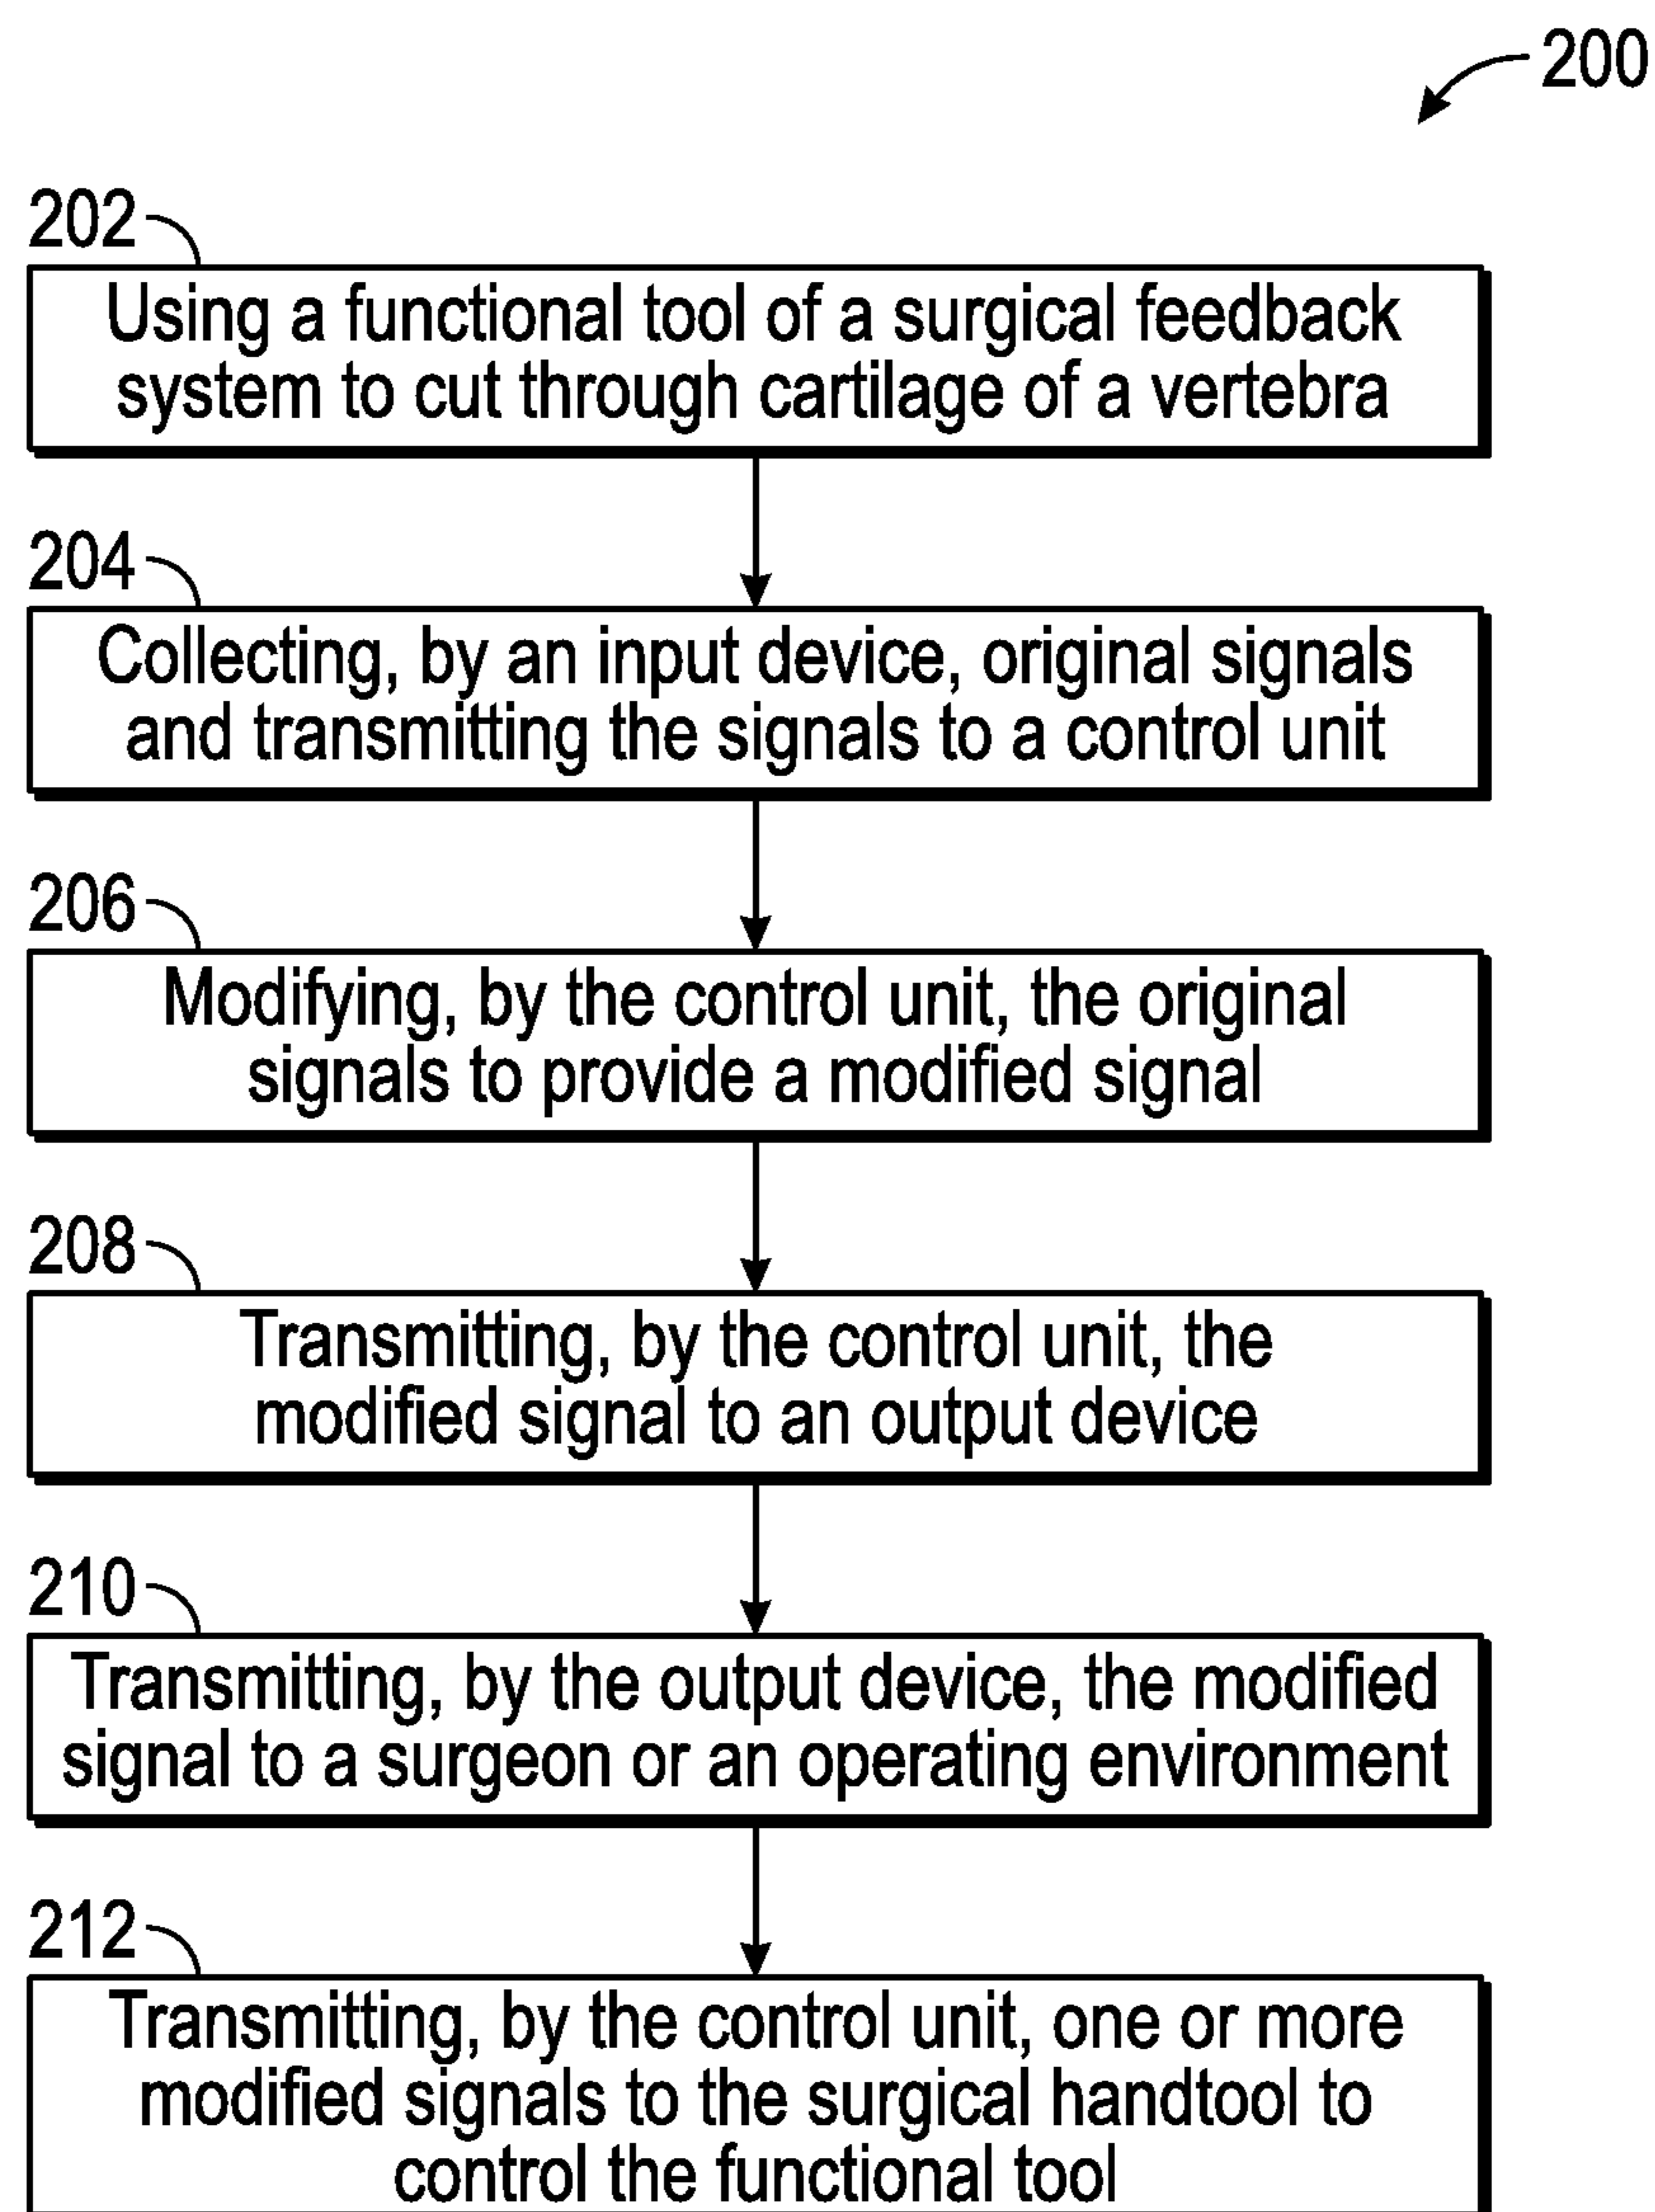 200
202
Using a functional tool of a surgical feedback
system to cut through cartilage of a vertebra
204
Collecting, by an input device, original signals
and transmitting the signals to a control unit
206
Modifying, by the control unit, the original
signals to provide a modified signal
208
Transmitting, by the control unit, the
modified signal to an output device
210
Transmitting, by the output device, the modified
signal to a surgeon or an operating environment
212
Transmitting, by the control unit, one or more
modified signals to the surgical handtool to
control the functional tool